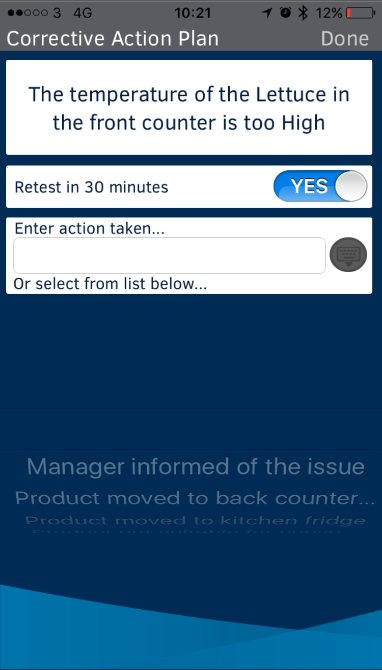 3 4G 10:21 12%
Corrective Action Plan Done
The temperature of the Lettuce in
the front counter is too High
Retest in 30 minutes YES
Enter action taken...
Or select from list below...
Manager informed of the issue
Product moved to back counter...
Product moved to kitchen fridge